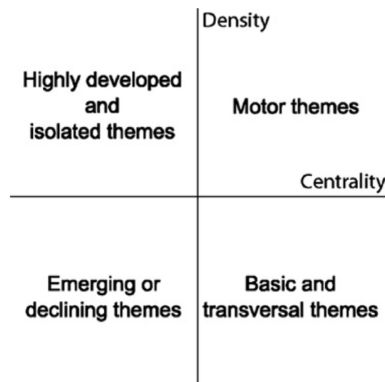 Density
Highly developed
and
isolated themes
Motor themes
Centrality
Emerging or
declining themes
Basic and
transversal themes